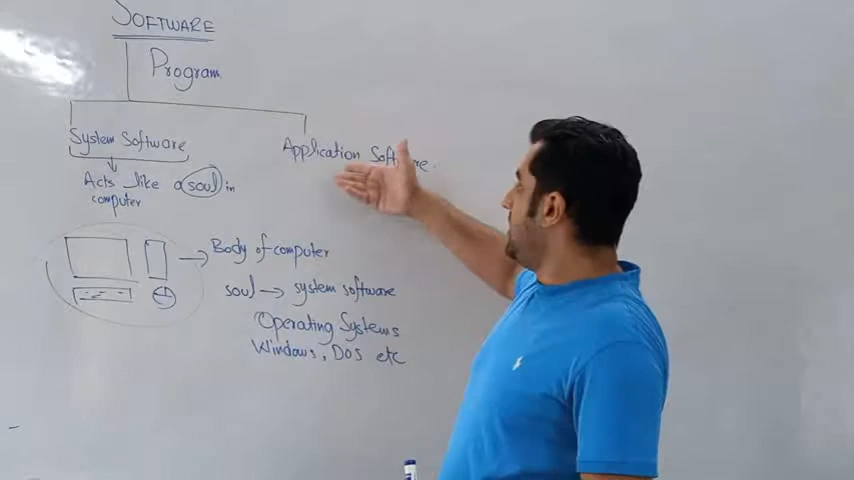 SOFTWARE
Program
System Software
Application Software.
Acts like a soul in
computer
Body of computer
soul → system software
Operating Systems
Windows, DOS etc